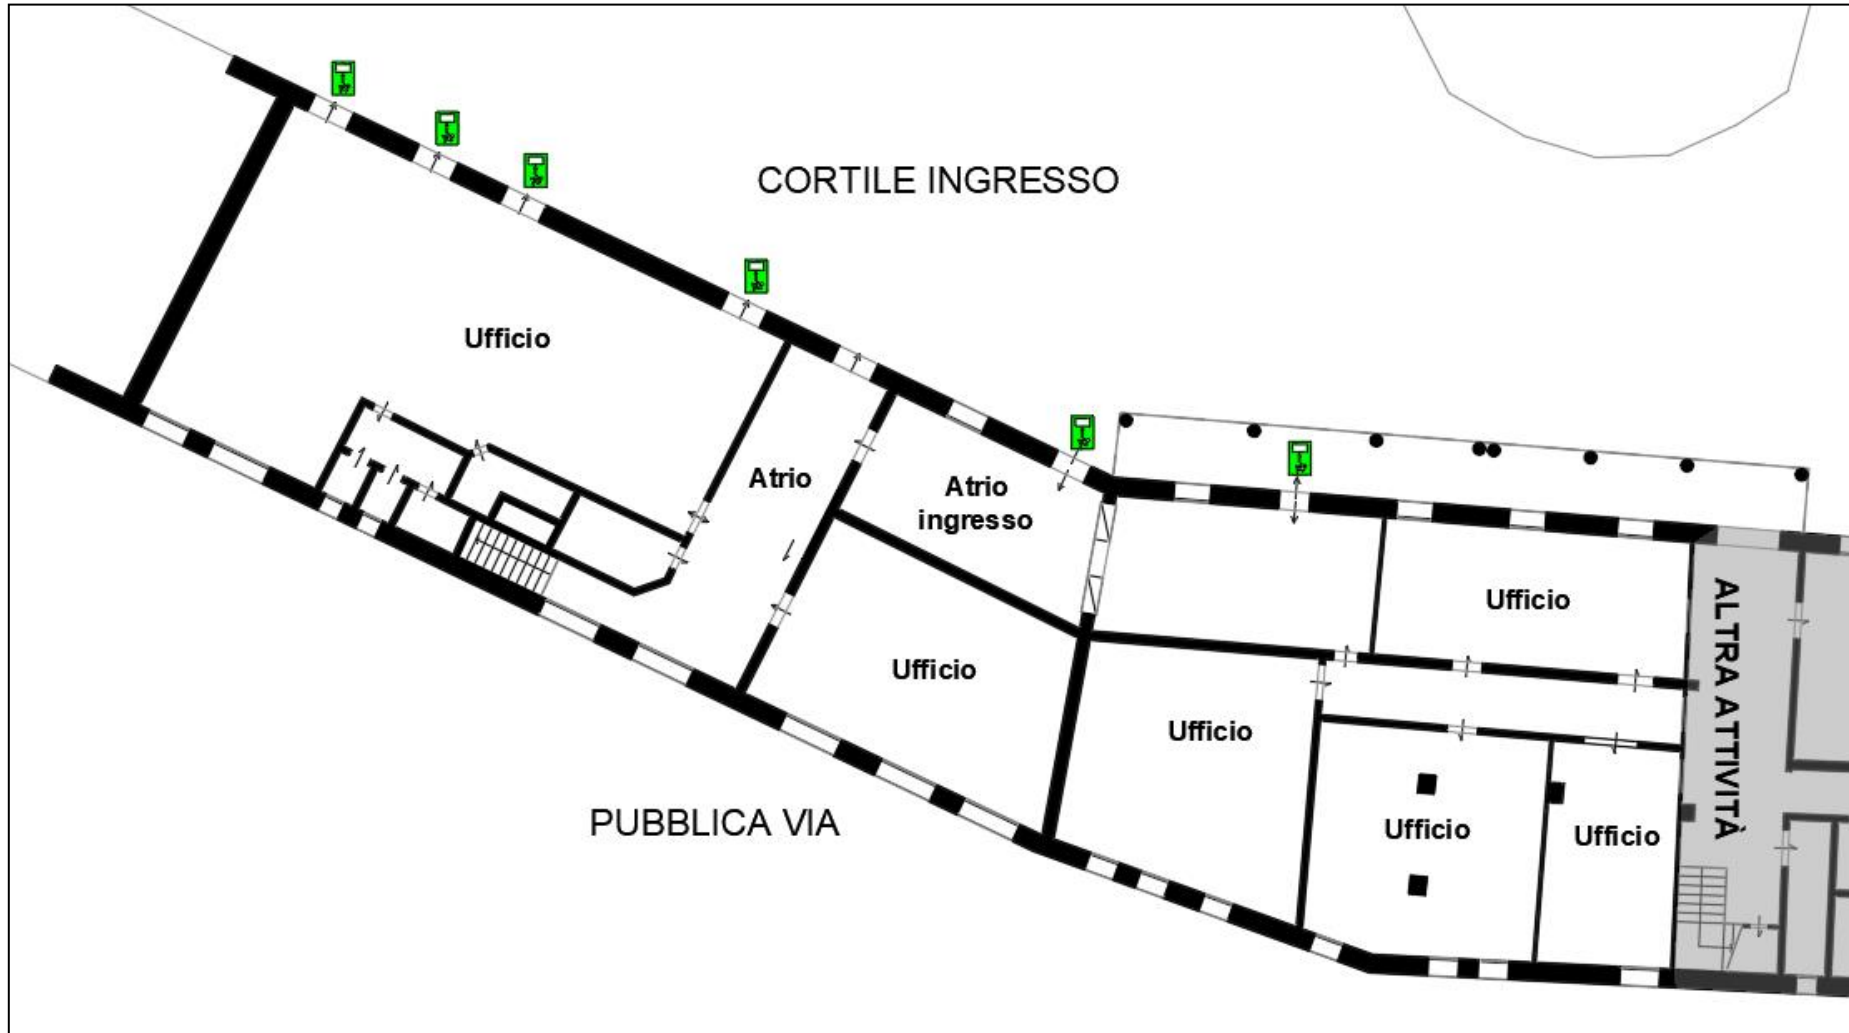 CORTILE INGRESSO
Ufficio
Atrio
Atrio
ingresso
Ufficio
Ufficio
Ufficio
Ufficio
Ufficio
ALTRA ATTIVITÀ
PUBBLICA VIA